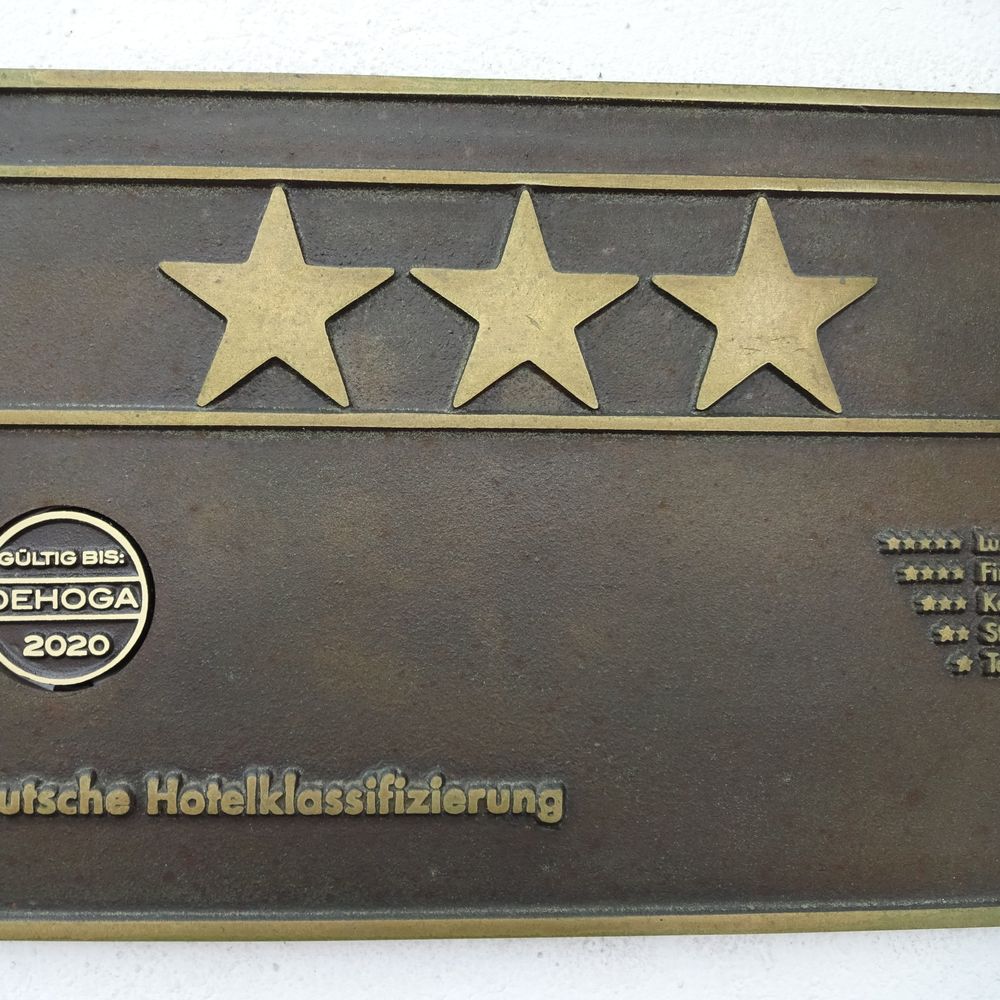 GÜLTIG BIS:
DEHOGA
2020
utsche Hotelklassifizierung